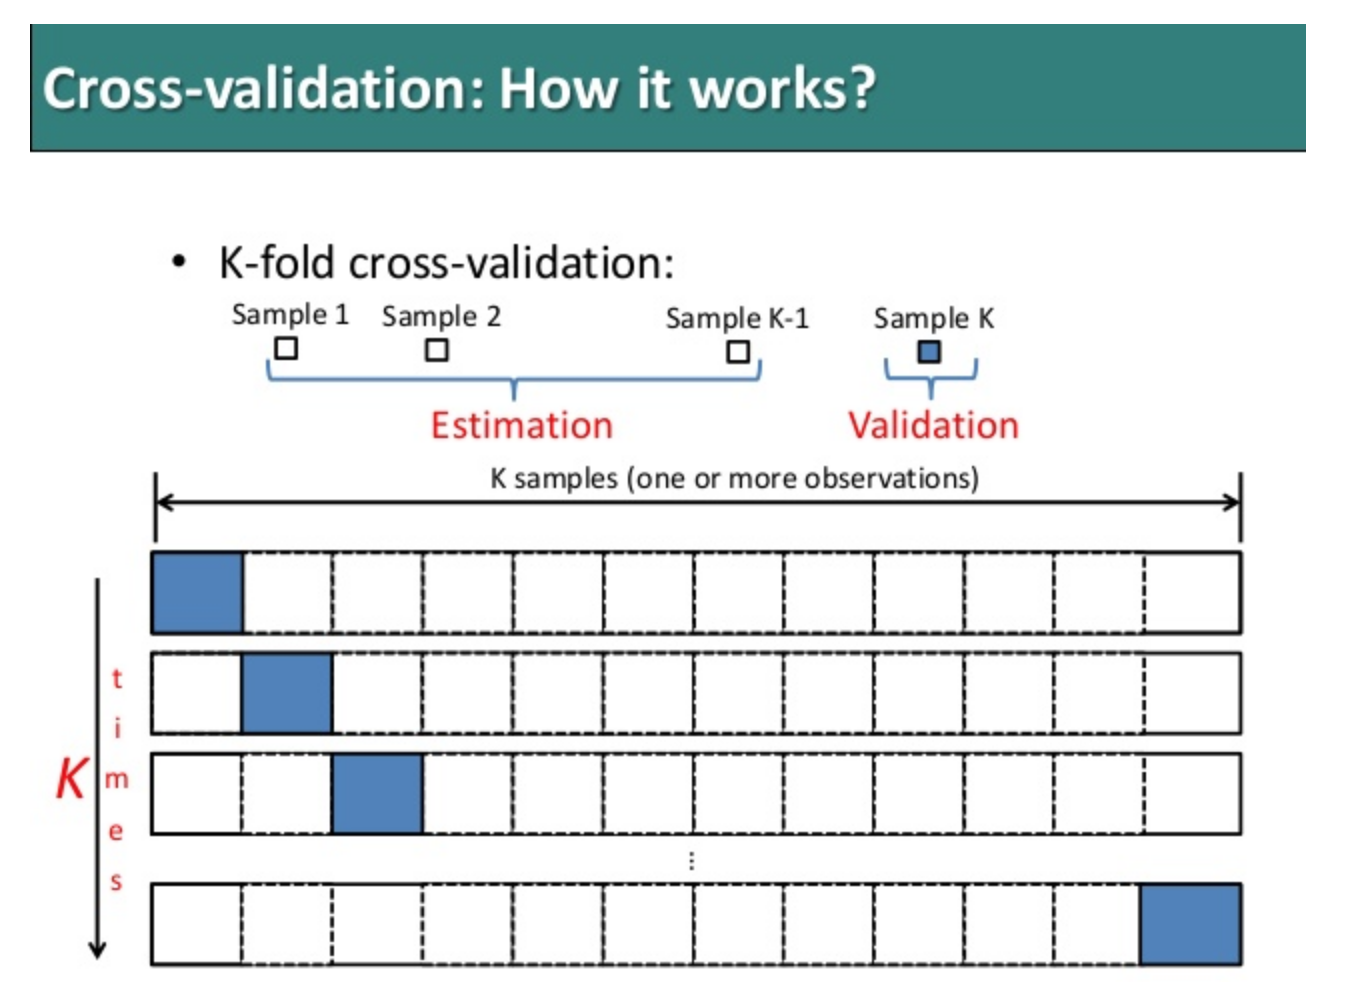 Cross-validation: How it works?
• K-fold cross-validation:
Sample 1 Sample 2 Sample K-1 Sample K
Estimation Validation
K samples (one or more observations)
K times
⋮